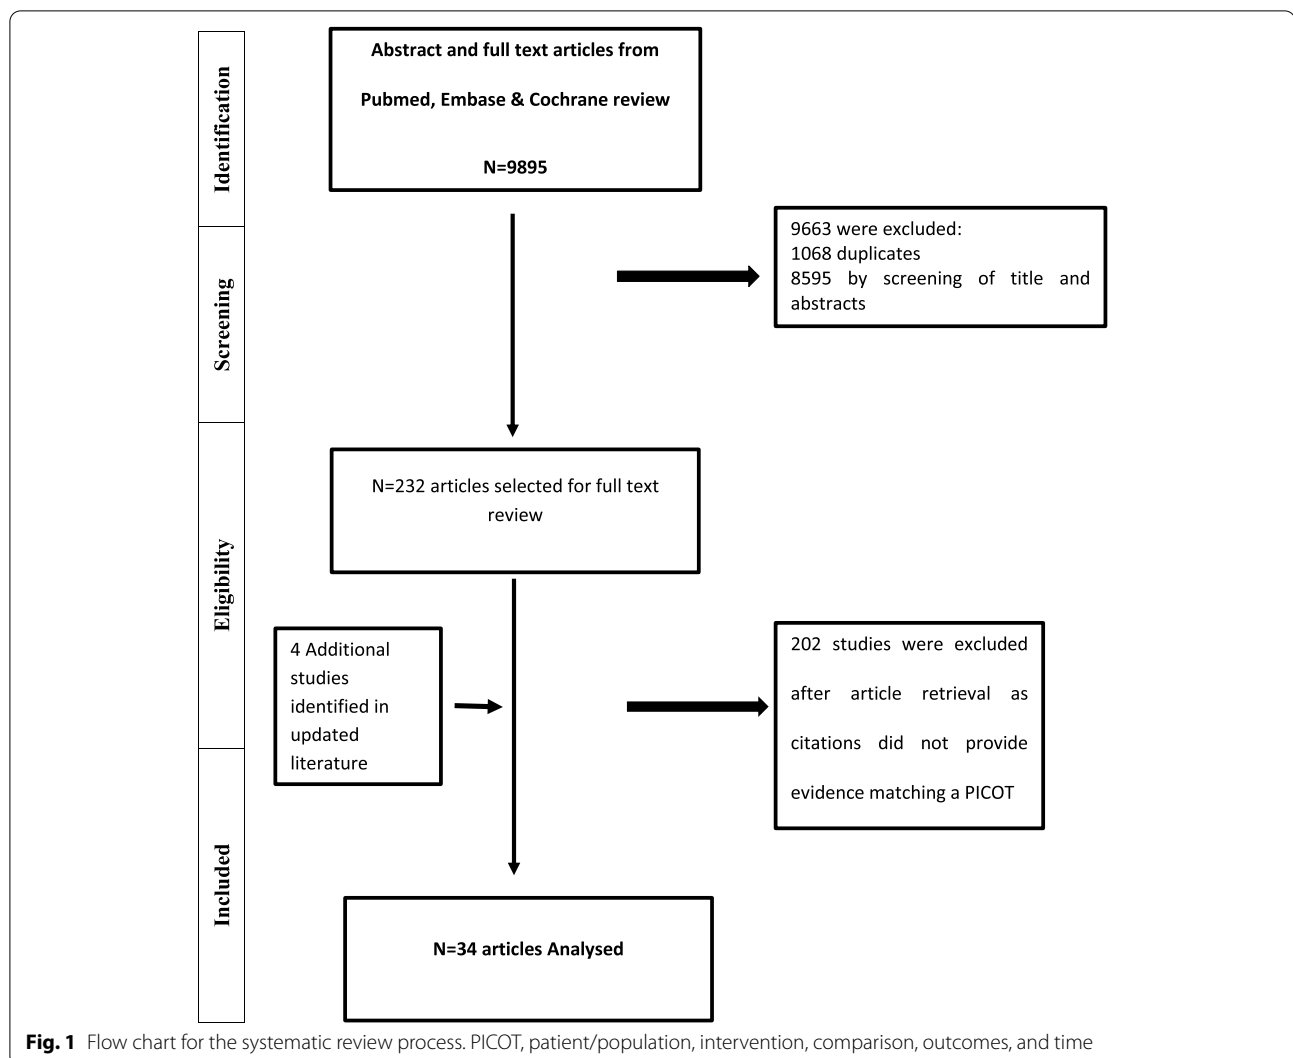 Identification
Abstract and full text articles from
Pubmed, Embase & Cochrane review
N=9895
Screening
9663 were excluded:
1068 duplicates
8595 by screening of title and
abstracts
Eligibility
N=232 articles selected for full text
review
4 Additional
studies
identified in
updated
literature
202 studies were excluded
after article retrieval as
citations did not provide
evidence matching a PICOT
Included
N=34 articles Analysed
Fig. 1 Flow chart for the systematic review process. PICOT, patient/population, intervention, comparison, outcomes, and time